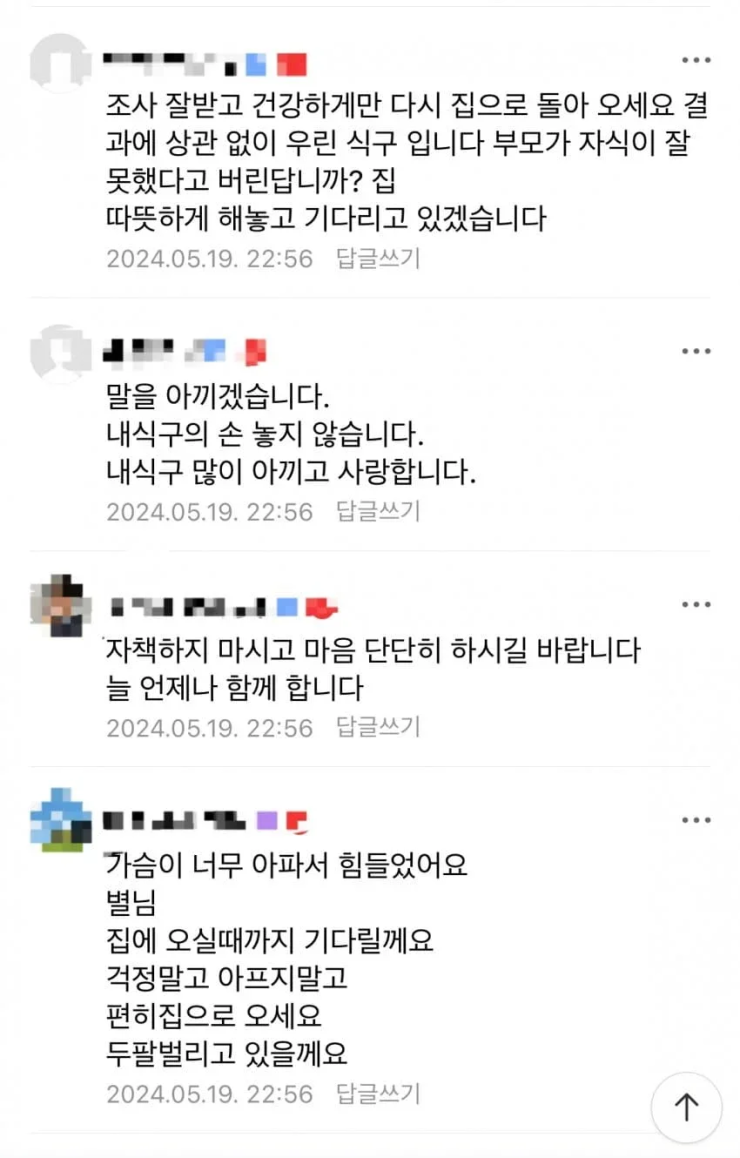 조사 잘받고 건강하게만 다시 집으로 돌아 오세요 결
과에 상관 없이 우린 식구 입니다 부모가 자식이 잘
못했다고 버린답니까? 집
따뜻하게 해놓고 기다리고 있겠습니다
2024.05.19. 22:56 답글쓰기
말을 아끼겠습니다.
내식구의 손 놓지 않습니다.
내식구 많이 아끼고 사랑합니다.
2024.05.19. 22:56 답글쓰기
자책하지 마시고 마음 단단히 하시길 바랍니다
늘 언제나 함께 합니다
2024.05.19. 22:56 답글쓰기
가슴이 너무 아파서 힘들었어요
별님
집에 오실때까지 기다릴께요
걱정말고 아프지말고
편히집으로 오세요
두팔벌리고 있을께요
2024.05.19. 22:56 답글쓰기